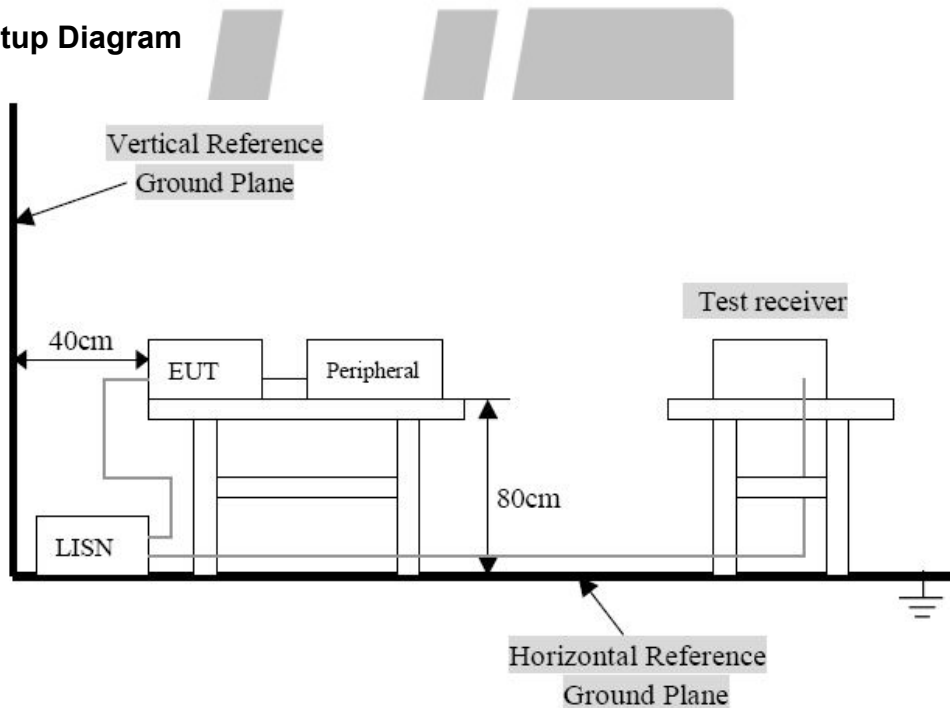 tup Diagram
Vertical Reference
Ground Plane
Test receiver
40cm
EUT
Peripheral
80cm
LISN
Horizontal Reference
Ground Plane